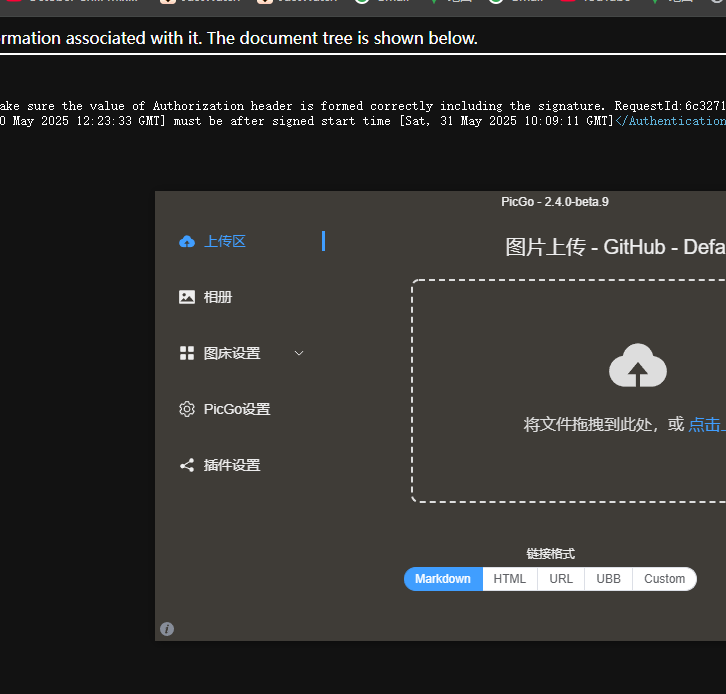 ormation associated with it. The document tree is shown below.
ake sure the value of Authorization header is formed correctly including the signature. RequestId:6c3271
0 May 2025 12:23:33 GMT] must be after signed start time [Sat, 31 May 2025 10:09:11 GMT]</Authentication
PicGo - 2.4.0-beta.9
上传区
图片上传 - GitHub - Defa
相册
图床设置
PicGo设置
将文件拖拽到此处，或 点击上
插件设置
链接格式
Markdown HTML URL UBB Custom